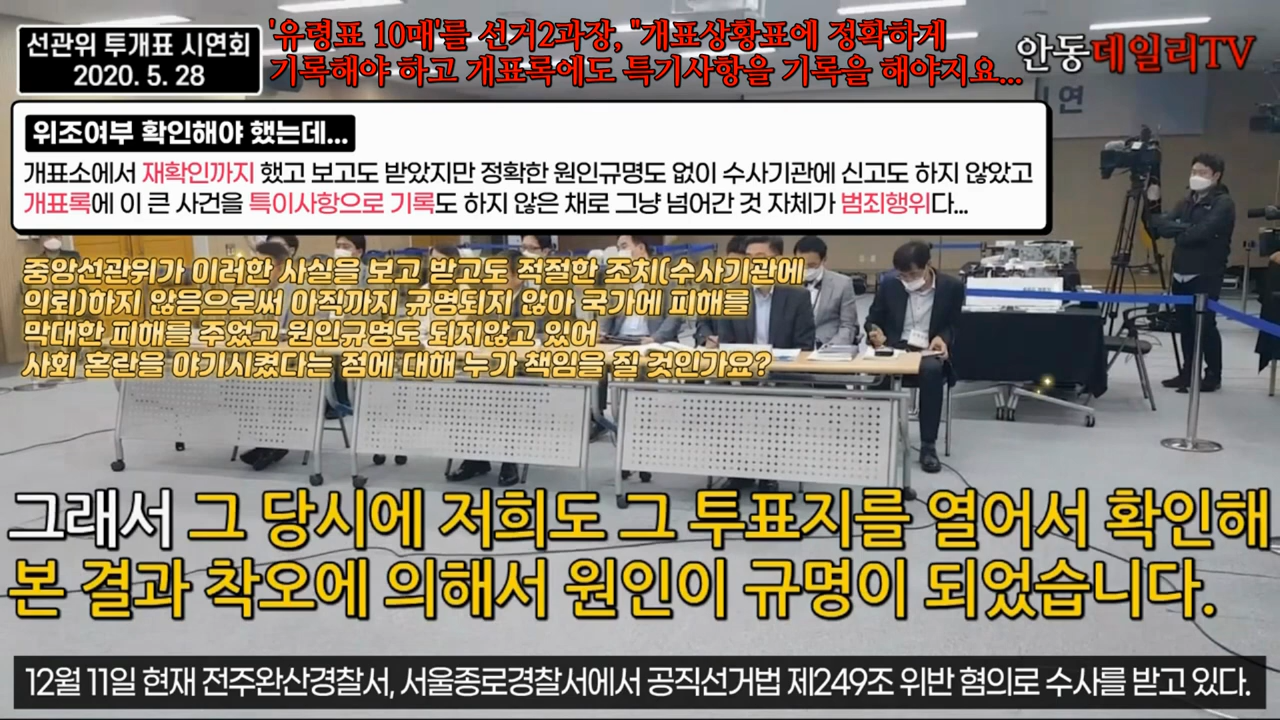 선관위 투개표 시연회
2020. 5. 28
'유령표 10매'를 선거2과장, "개표상황표에 정확하게
기록해야 하고 개표록에도 특기사항을 기록을 해야지요...
안동데일리TV
시연
위조여부 확인해야 했는데...
개표소에서 재확인까지 했고 보고도 받았지만 정확한 원인규명도 없이 수사기관에 신고도 하지 않았고
개표록에 이 큰 사건을 특이사항으로 기록도 하지 않은 채로 그냥 넘어간 것 자체가 범죄행위다...
중앙선관위가 이러한 사실을 보고 받고도 적절한 조치(수사기관에
의뢰)하지 않음으로써 아직까지 규명되지 않아 국가에 피해를
막대한 피해를 주었고 원인규명도 되지않고 있어
사회 혼란을 야기시켰다는 점에 대해 누가 책임을 질 것인가요?
그래서 그 당시에 저희도 그 투표지를 열어서 확인해
본 결과 착오에 의해서 원인이 규명이 되었습니다.
12월 11일 현재 전주완산경찰서, 서울종로경찰서에서 공직선거법 제249조 위반 혐의로 수사를 받고 있다.